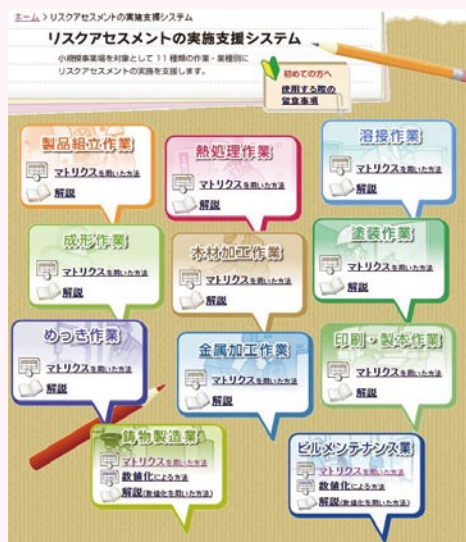 ホーム > リスクアセスメントの実施支援システム
リスクアセスメントの実施支援システム
小規模事業場を対象として 11 種類の作業・業種別に
リスクアセスメントの実施を支援します。
初めての方へ
使用する際の
留意事項
製品組立作業
マトリクスを用いた方法
解説
熱処理作業
マトリクスを用いた方法
解説
溶接作業
マトリクスを用いた方法
解説
成形作業
マトリクスを用いた方法
解説
木材加工作業
マトリクスを用いた方法
解説
塗装作業
マトリクスを用いた方法
解説
めっき作業
マトリクスを用いた方法
解説
金属加工作業
マトリクスを用いた方法
解説
印刷・製本作業
マトリクスを用いた方法
解説
鋳物製造業
マトリクスを用いた方法
数値化による方法
解説(数値化を用いた方法)
ビルメンテナンス業
マトリクスを用いた方法
数値化による方法
解説(数値化を用いた方法)